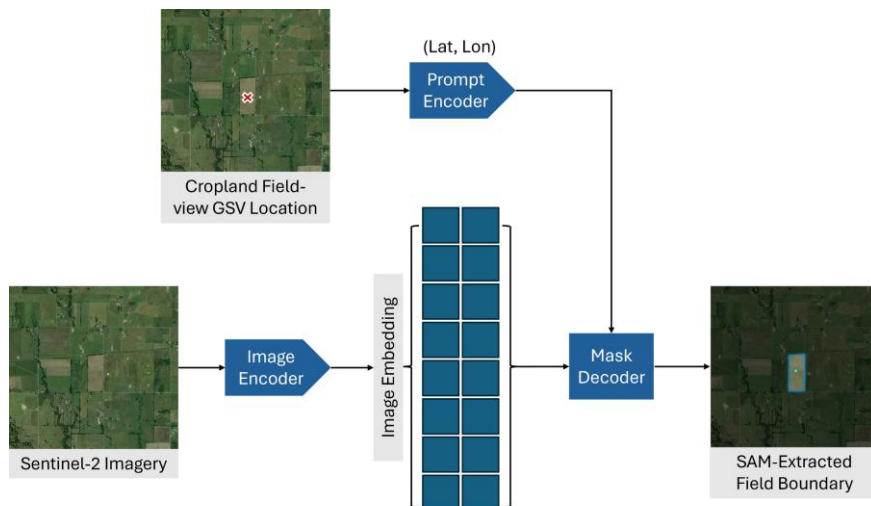 (Lat, Lon)
Prompt
Encoder
Cropland Field-
view GSV Location
Image
Encoder
Image Embedding
Mask
Decoder
Sentinel-2 Imagery
SAM-Extracted
Field Boundary